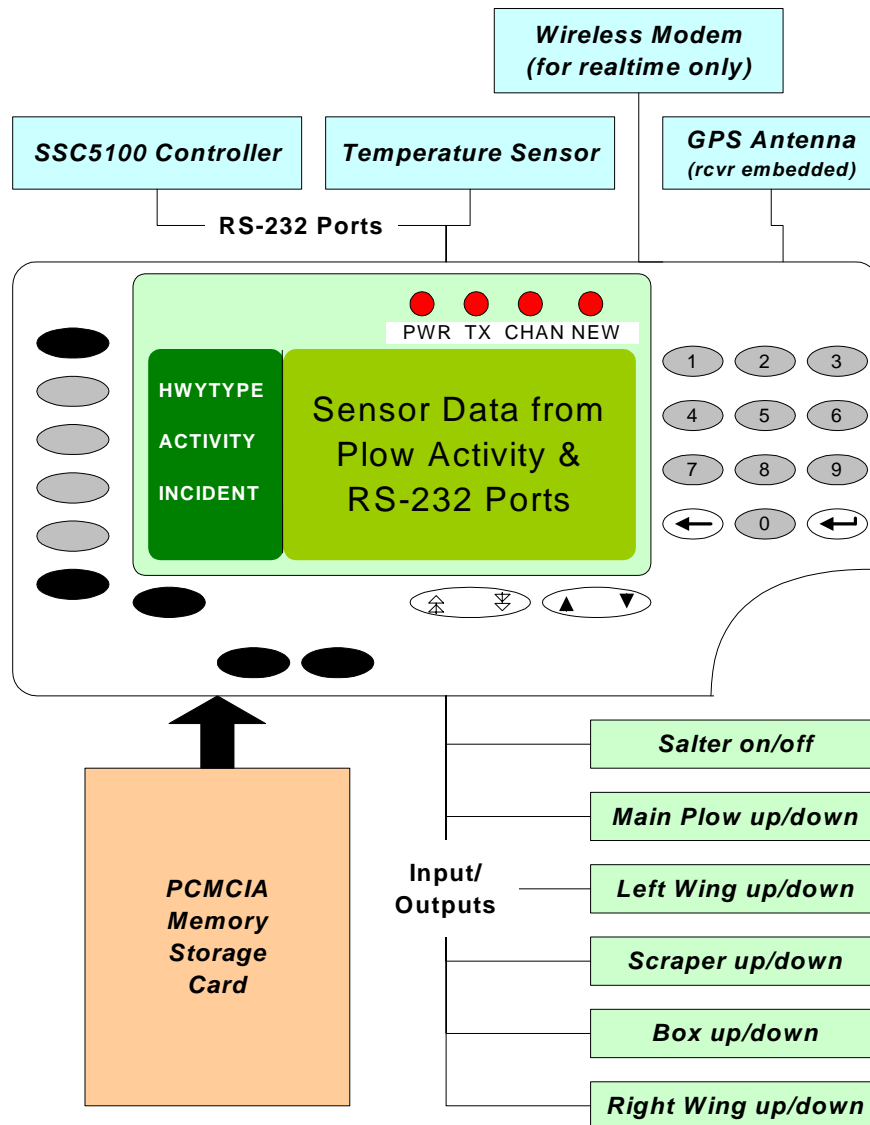 Wireless Modem
(for realtime only)
SSC5100 Controller
Temperature Sensor
GPS Antenna
(rcvr embedded)
RS-232 Ports
PWR TX CHAN NEW
HWYTYPE
ACTIVITY
INCIDENT
Sensor Data from
Plow Activity &
RS-232 Ports
1 2 3
4 5 6
7 8 9
0
Salter on/off
Main Plow up/down
Left Wing up/down
Scraper up/down
Box up/down
Right Wing up/down
Input/
Outputs
PCMCIA
Memory
Storage
Card